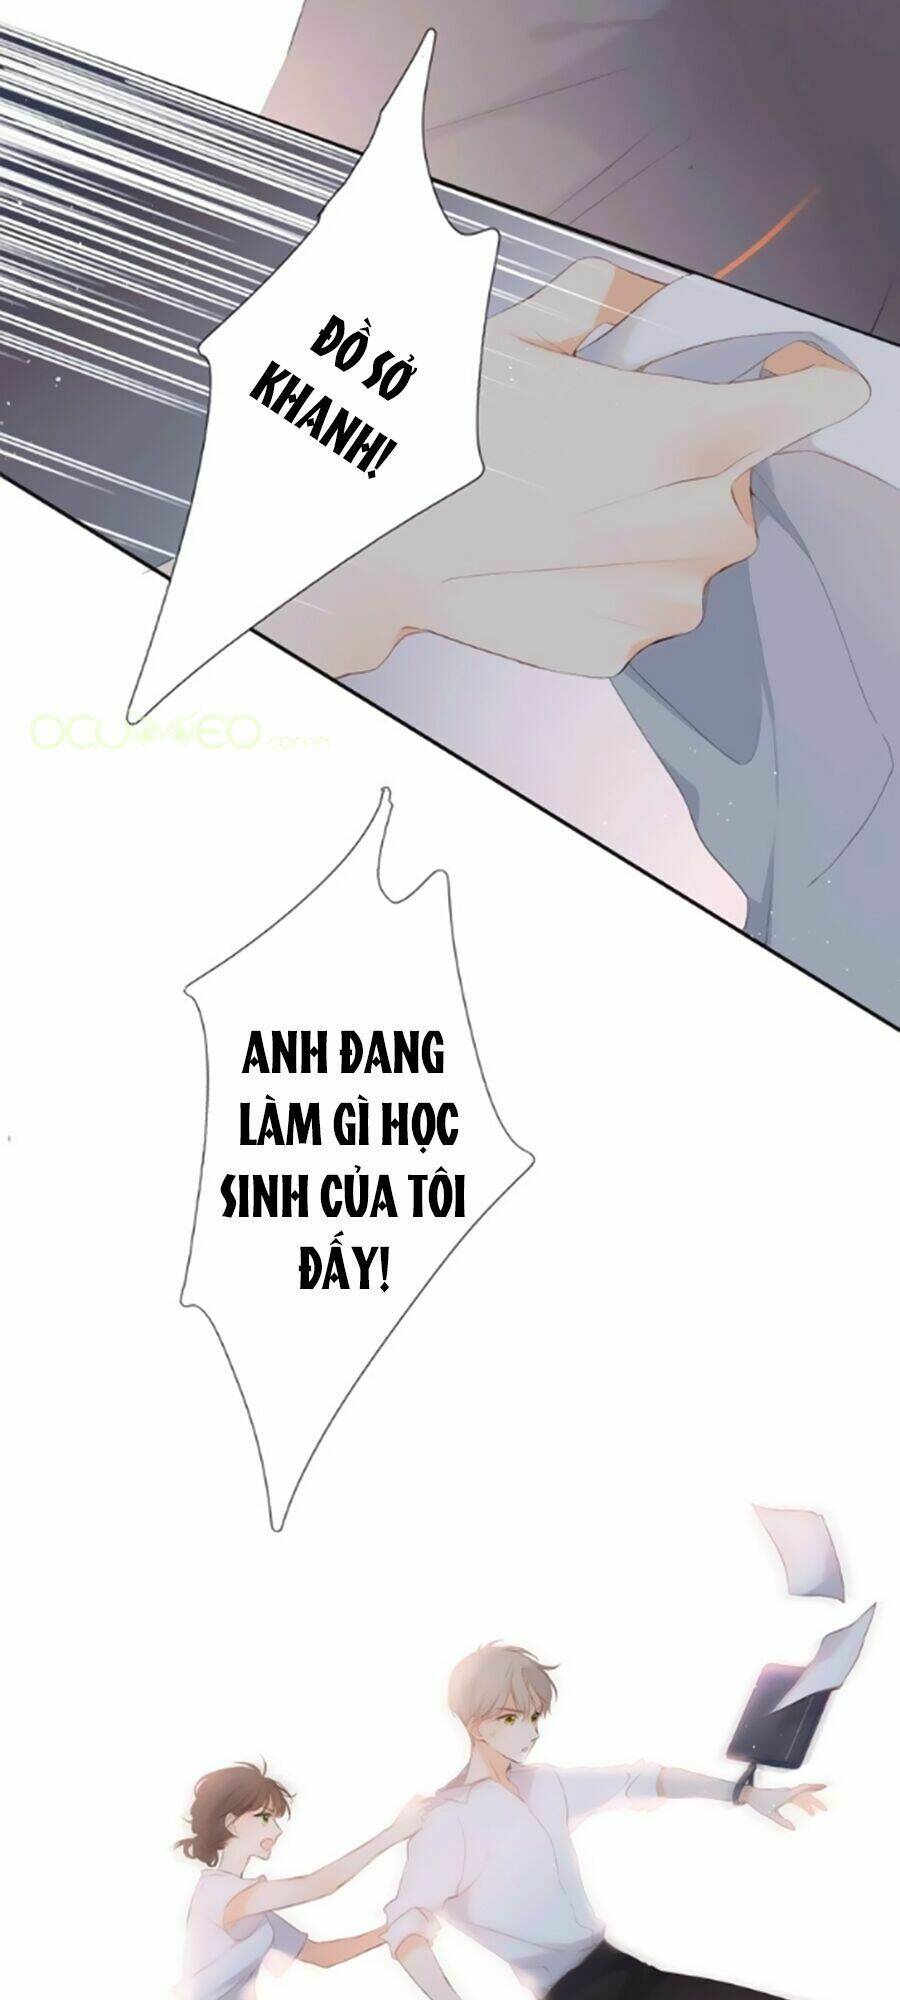 ĐỒ SỞ
KHANH!
ANH ĐANG
LÀM GÌ HỌC
SINH CỦA TÔI
ĐẤY!